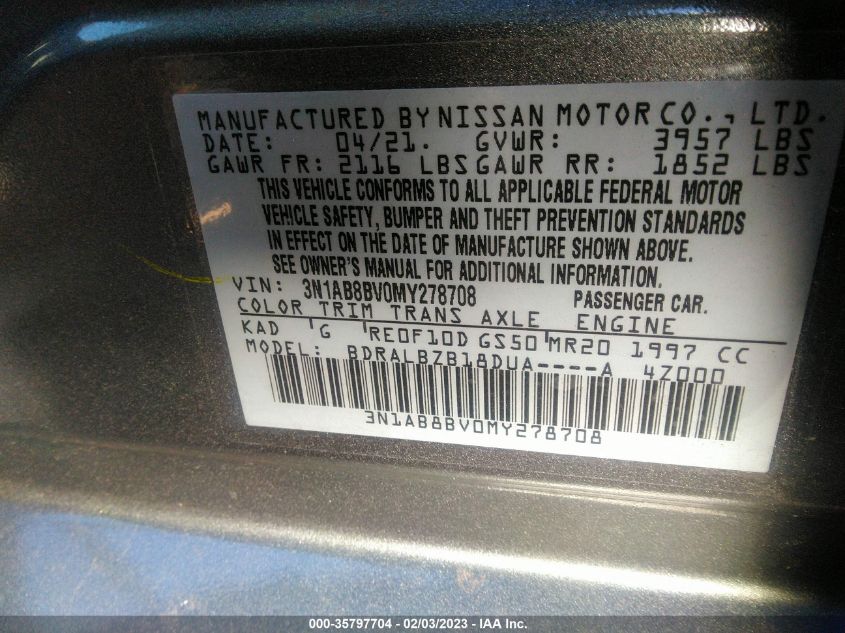 MANUFACTURED BY NISSAN MOTOR CO., LTD.
DATE: 04/21. GVWR: 3957 LBS
GAWR FR: 2116 LBS GAWR RR: 1852 LBS
THIS VEHICLE CONFORMS TO ALL APPLICABLE FEDERAL MOTOR
VEHICLE SAFETY, BUMPER AND THEFT PREVENTION STANDARDS
IN EFFECT ON THE DATE OF MANUFACTURE SHOWN ABOVE.
SEE OWNER'S MANUAL FOR ADDITIONAL INFORMATION.
VIN: 3N1AB8BV0MY278708 PASSENGER CAR.
COLOR TRIM TRANS AXLE ENGINE
KAD G RE0F10D GS50 MR20 1997 CC
MODEL: BDRALBZB18DUA----A 4Z000
3N1AB8BV0MY278708
000-35797704 - 02/03/2023 - IAA Inc.